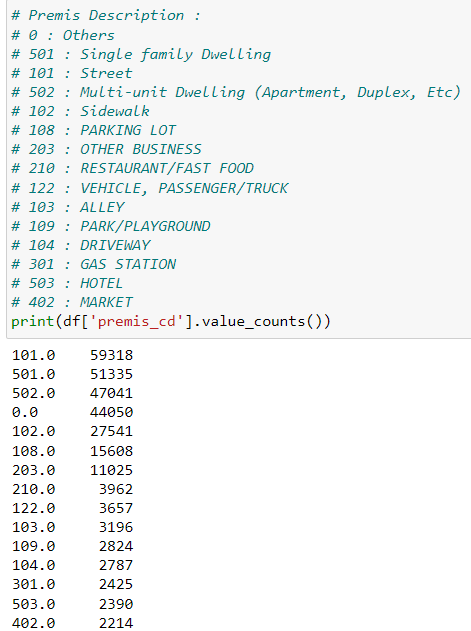 # Premis Description :
# 0 : Others
# 501 : Single family Dwelling
# 101 : Street
# 502 : Multi-unit Dwelling (Apartment, Duplex, Etc)
# 102 : Sidewalk
# 108 : PARKING LOT
# 203 : OTHER BUSINESS
# 210 : RESTAURANT/FAST FOOD
# 122 : VEHICLE, PASSENGER/TRUCK
# 103 : ALLEY
# 109 : PARK/PLAYGROUND
# 104 : DRIVEWAY
# 301 : GAS STATION
# 503 : HOTEL
# 402 : MARKET
print(df['premis_cd'].value_counts())
101.0    59318
501.0    51335
502.0    47041
0.0      44050
102.0    27541
108.0    15608
203.0    11025
210.0     3962
122.0     3657
103.0     3196
109.0     2824
104.0     2787
301.0     2425
503.0     2390
402.0     2214